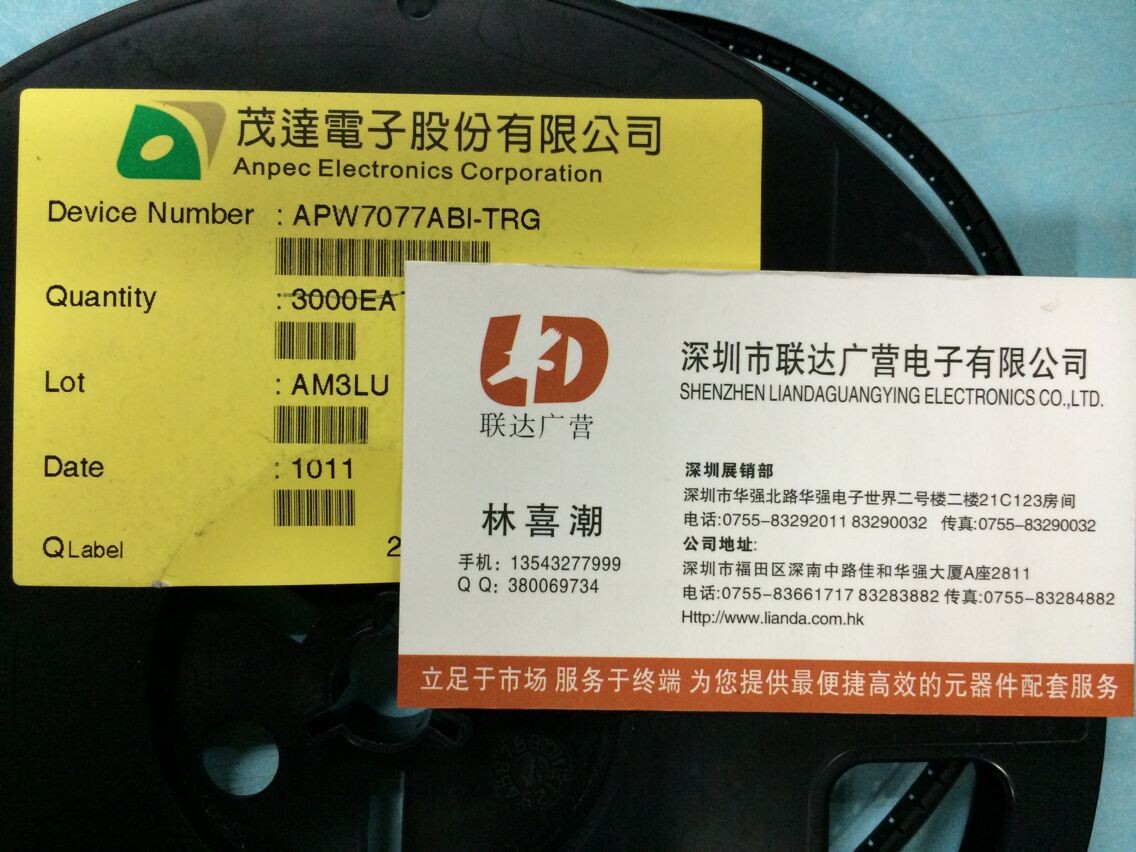 茂達電子股份有限公司
Anpec Electronics Corporation
Device Number : APW7077ABI-TRG
Quantity : 3000EA
Lot : AM3LU
Date : 1011
Q Label 2
LD
联达广营
深圳市联达广营电子有限公司
SHENZHEN LIANDAGUANGYING ELECTRONICS CO.,LTD.
林喜潮
手机：13543277999
Q Q：380069734
深圳展销部
深圳市华强北路华强电子世界二号楼二楼21C123房间
电话:0755-83292011 83290032 传真:0755-83290032
公司地址:
深圳市福田区深南中路佳和华强大厦A座2811
电话:0755-83661717 83283882 传真:0755-83284882
Http://www.lianda.com.hk
立足于市场 服务于终端 为您提供最便捷高效的元器件配套服务